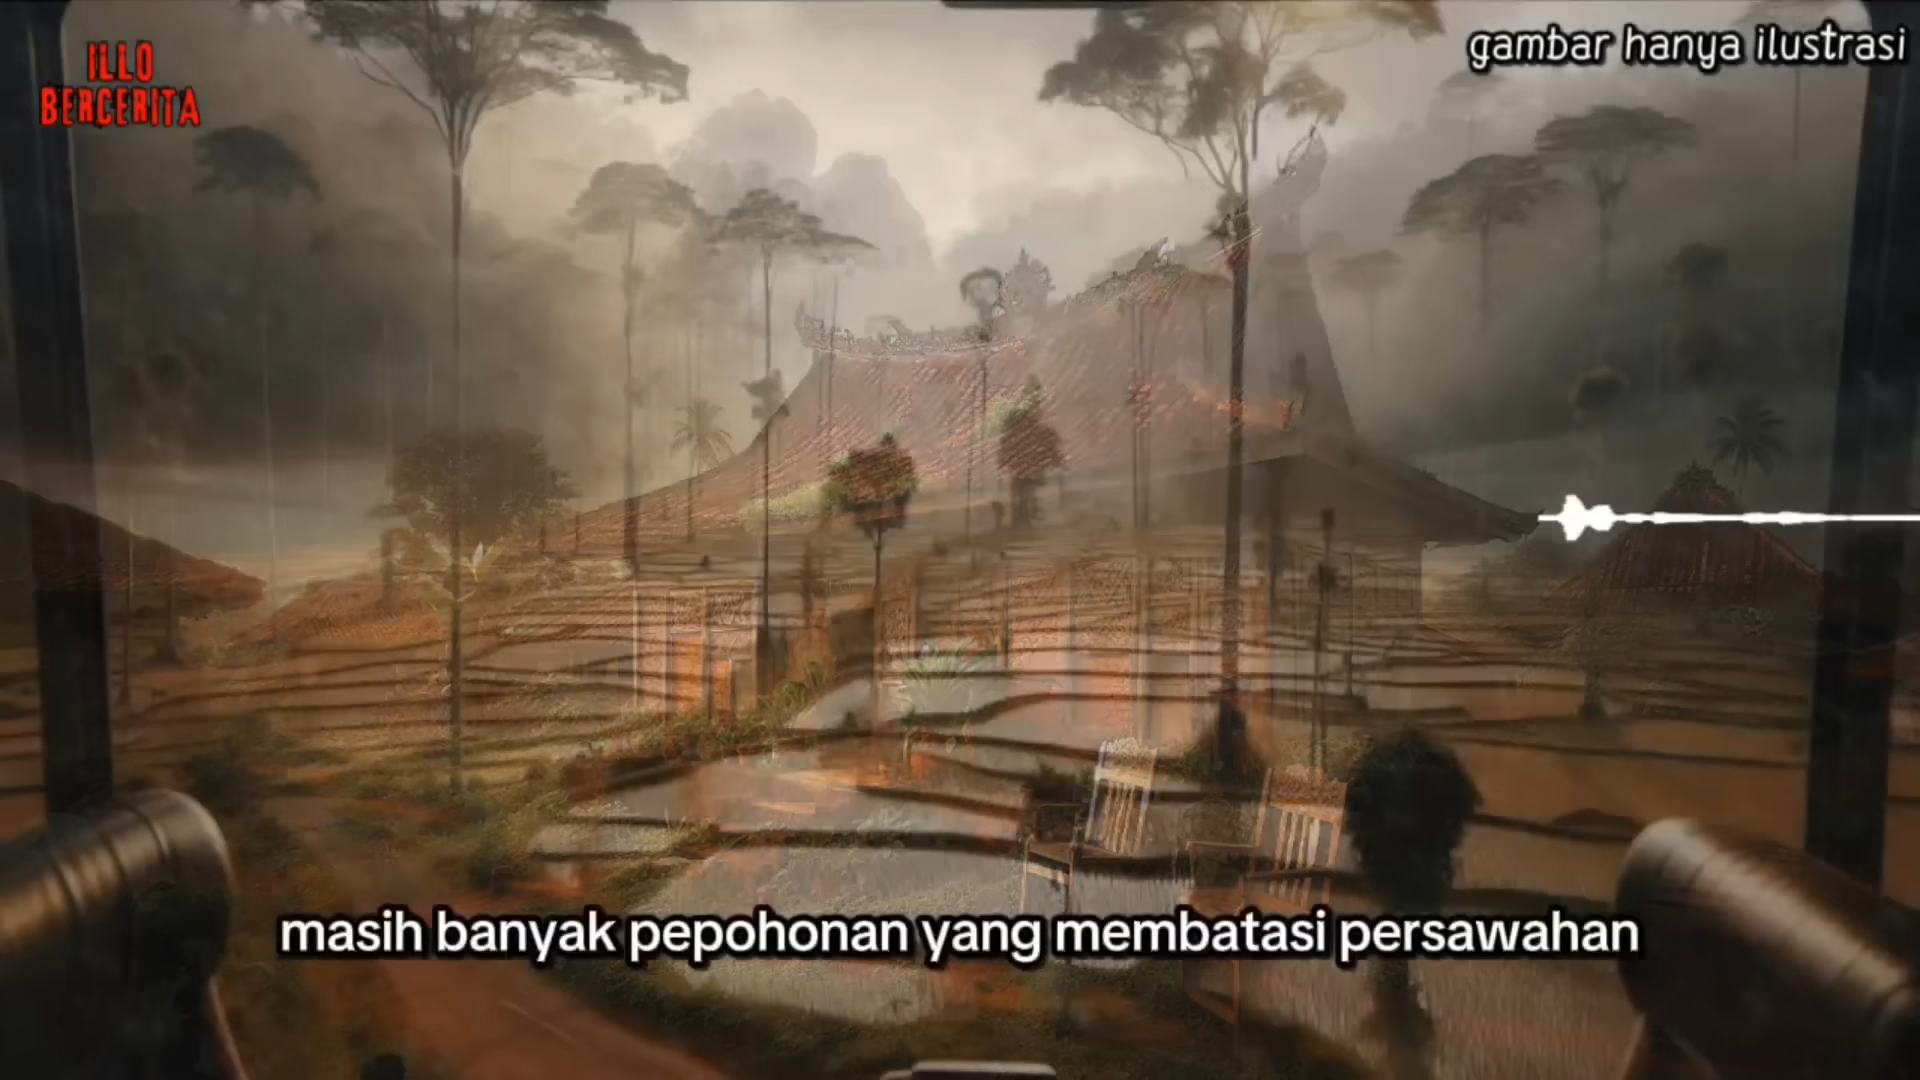 ILLO
BERCERITA
gambar hanya ilustrasi
masih banyak pepohonan yang membatasi persawahan